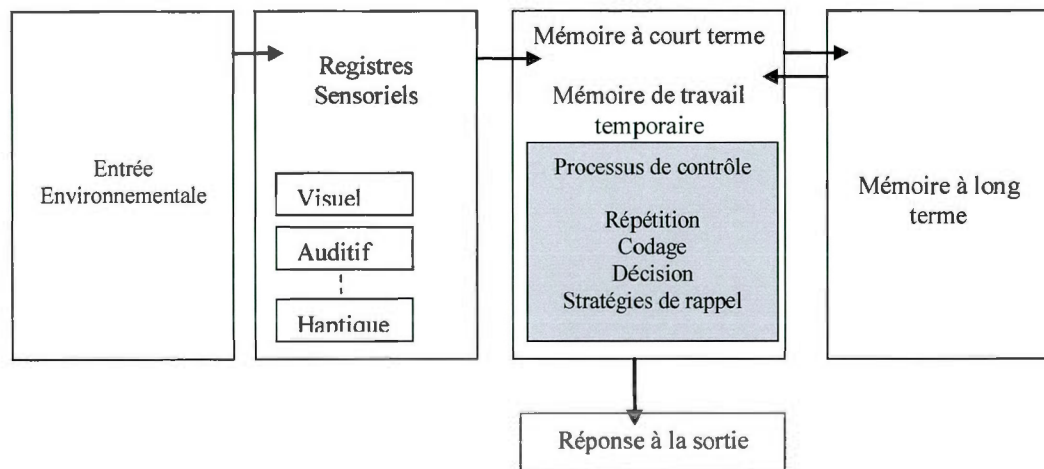 Entrée
Environnementale
Registres
Sensoriels
Visuel
Auditif
Haptique
Mémoire à court terme
Mémoire de travail
temporaire
Processus de contrôle
Répétition
Codage
Décision
Stratégies de rappel
Mémoire à long
terme
Réponse à la sortie